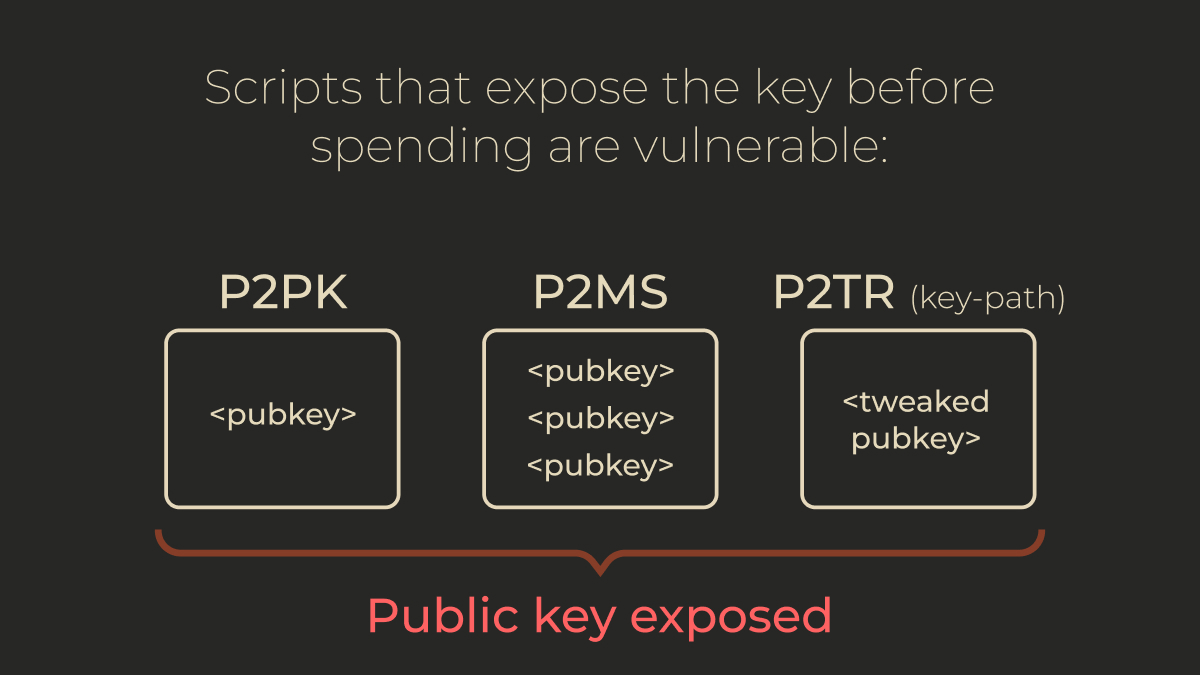 Scripts that expose the key before
spending are vulnerable:
P2PK
P2MS
P2TR (key-path)
<pubkey>
<pubkey>
<pubkey>
<pubkey>
<tweaked
pubkey>
Public key exposed